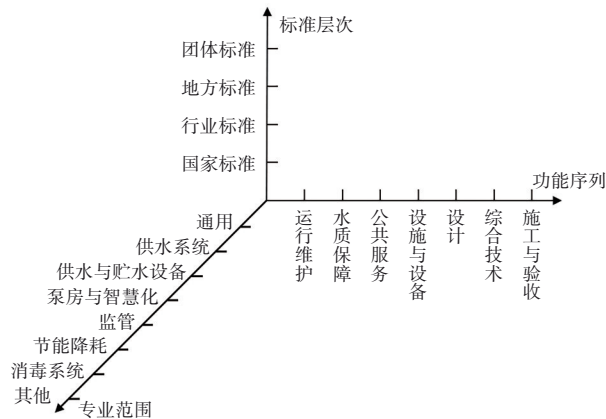 标准层次
团体标准
地方标准
行业标准
国家标准
功能序列
运行维护
水质保障
公共服务
设施与设备
设计
综合技术
施工与验收
通用
供水系统
供水与贮水设备
泵房与智慧化
监管
节能降耗
消毒系统
其他
专业范围